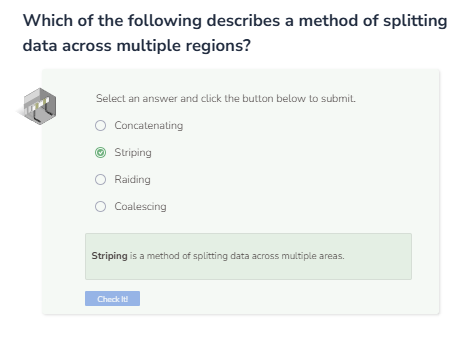 Which of the following describes a method of splitting
data across multiple regions?
Select an answer and click the button below to submit.
Concatenating
Striping
Raiding
Coalescing
Striping is a method of splitting data across multiple areas.
Check It!